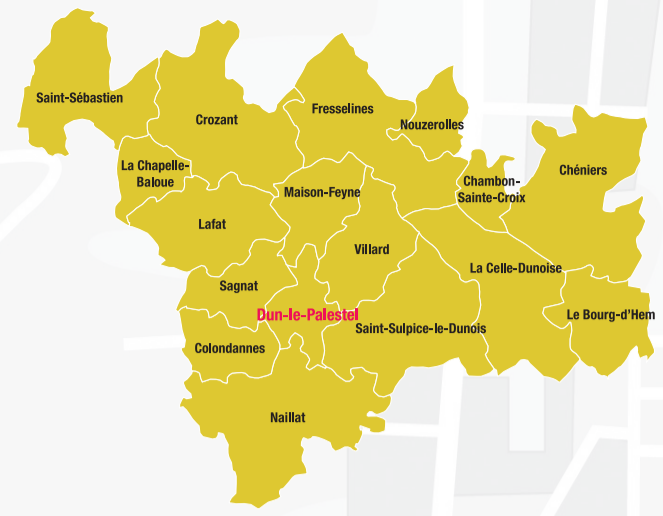 Saint-Sébastien
Crozant
Fresselines
Nouzerolles
La Chapelle-
Baloue
Maison-Feyne
Chambon-
Sainte-Croix
Chéniers
Lafat
Villard
La Celle-Dunoise
Sagnat
Dun-le-Palestel
Saint-Sulpice-le-Dunois
Le Bourg-d'Hem
Colondannes
Naillat